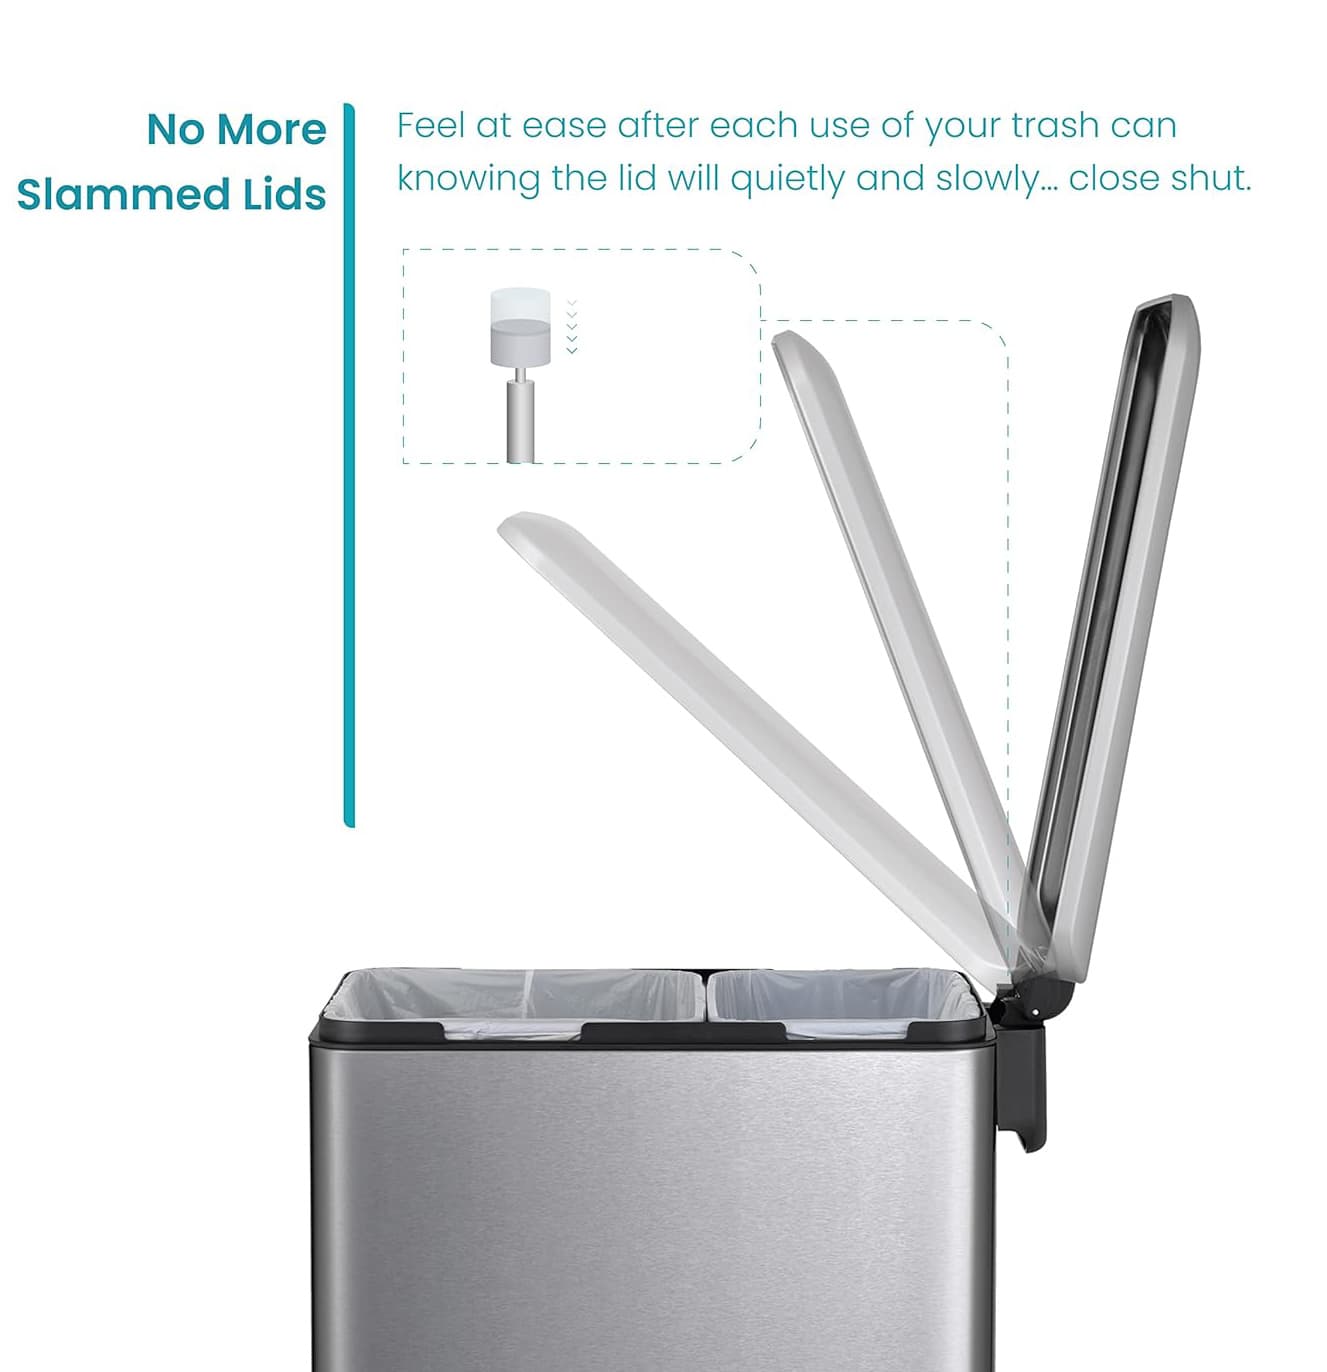 No More
Slammed Lids
Feel at ease after each use of your trash can
knowing the lid will quietly and slowly... close shut.